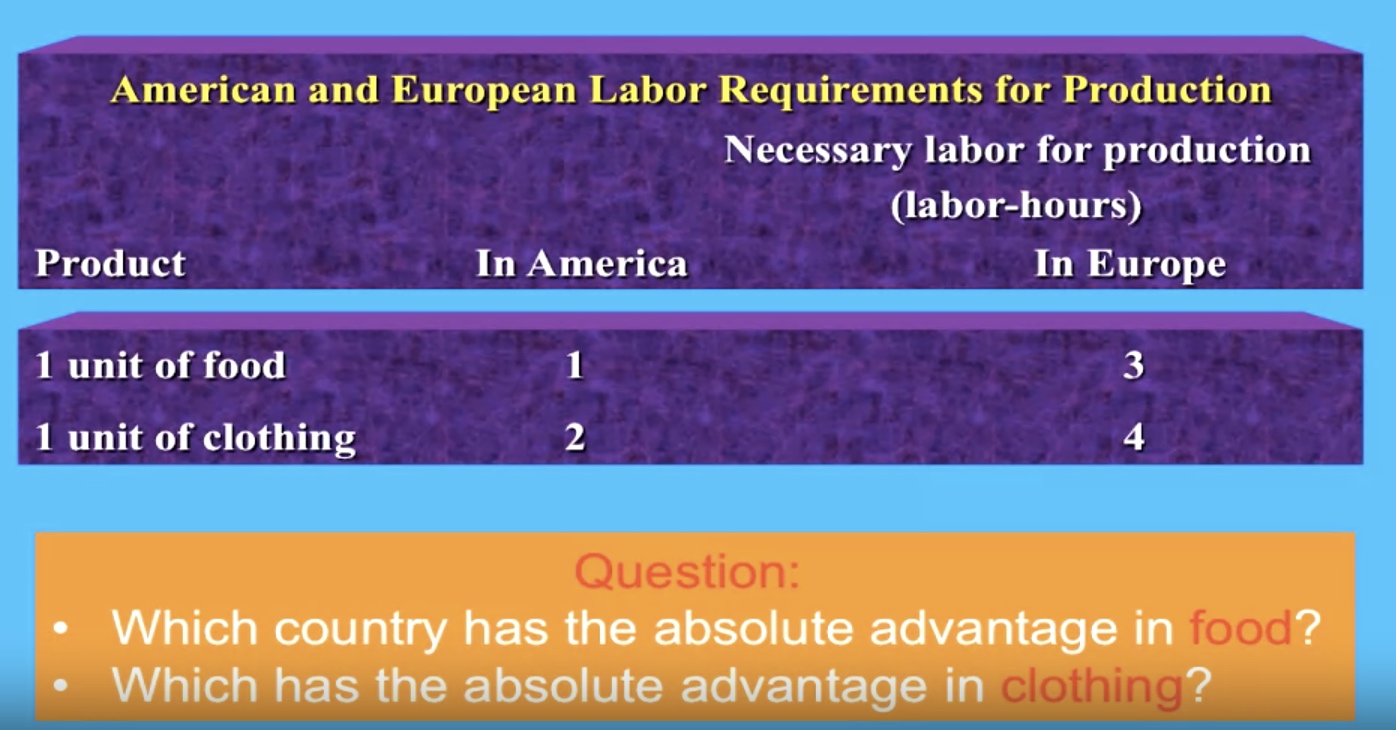 American and European Labor Requirements for Production
Necessary labor for production
(labor-hours)
Product In America In Europe
1 unit of food 1 3
1 unit of clothing 2 4
Question:
• Which country has the absolute advantage in food?
• Which has the absolute advantage in clothing?